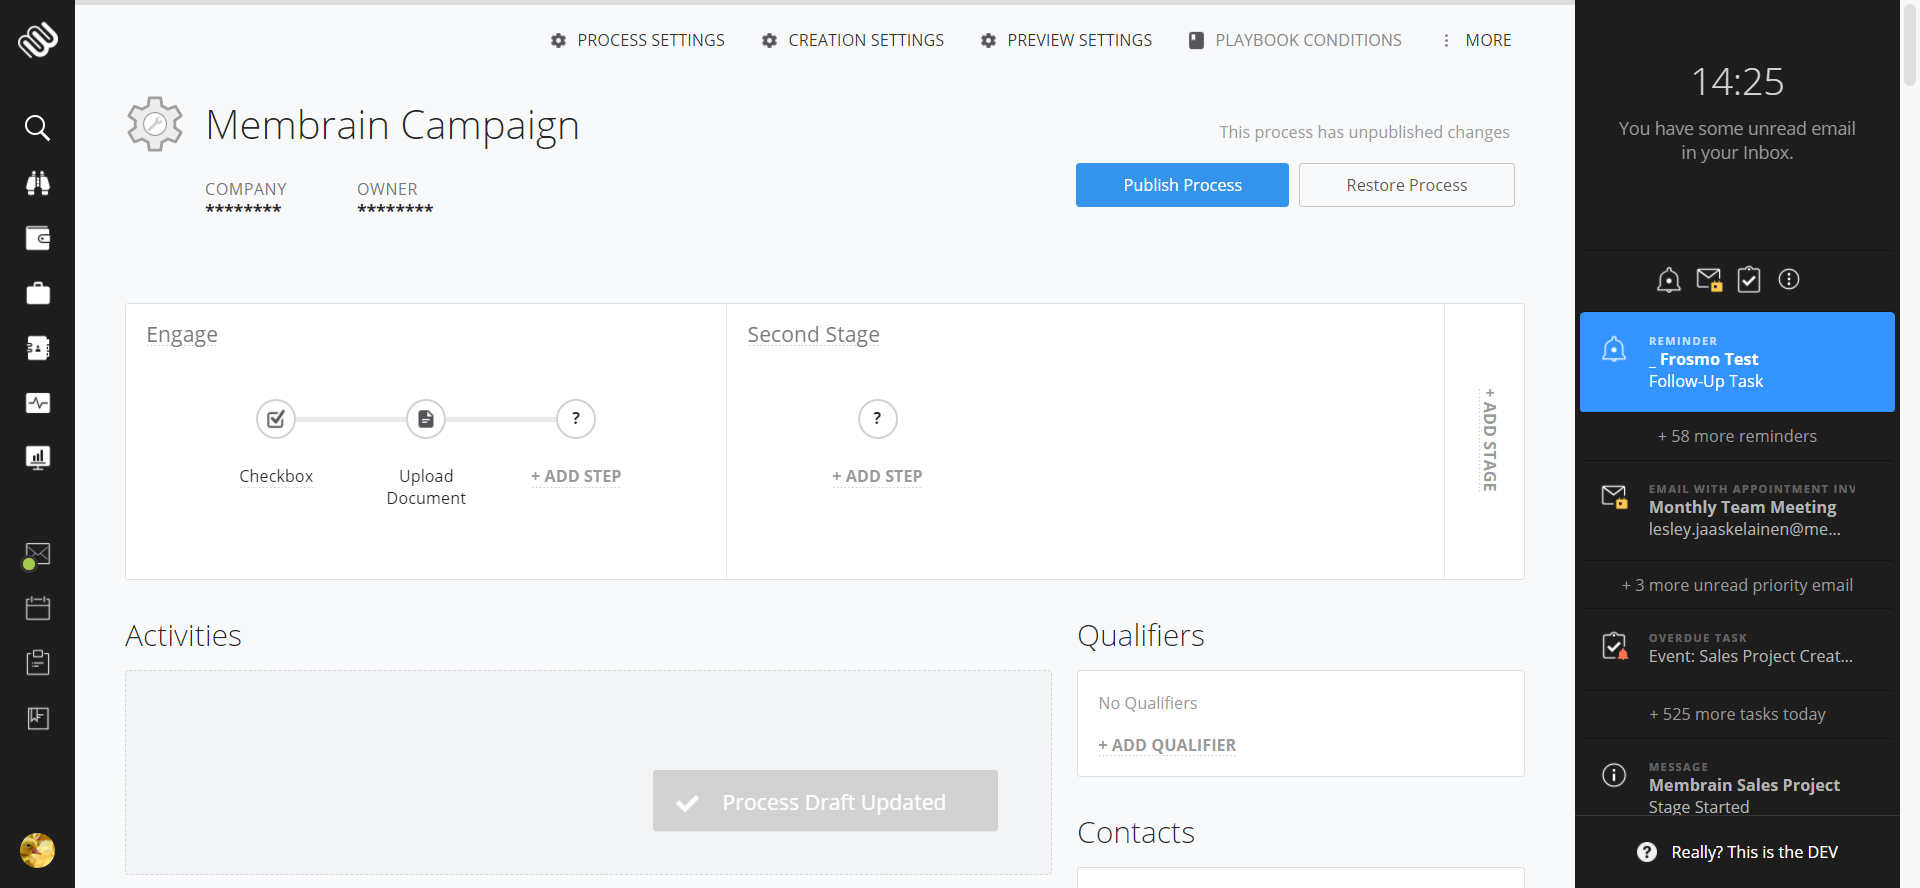 PROCESS SETTINGS CREATION SETTINGS PREVIEW SETTINGS PLAYBOOK CONDITIONS MORE
Membrain Campaign
This process has unpublished changes
COMPANY OWNER
******** ********
Publish Process Restore Process
Engage
Second Stage
? ?
Checkbox
Upload
Document
+ ADD STEP
+ ADD STEP
+ ADD STAGE
Activities
Process Draft Updated
Qualifiers
No Qualifiers
+ ADD QUALIFIER
Contacts
14:25
You have some unread email
in your Inbox.
REMINDER
_ Frosmo Test
Follow-Up Task
+ 58 more reminders
EMAIL WITH APPOINTMENT INV
Monthly Team Meeting
lesley.jaaskelainen@me...
+ 3 more unread priority email
OVERDUE TASK
Event: Sales Project Creat...
+ 525 more tasks today
MESSAGE
Membrain Sales Project
Stage Started
? Really? This is the DEV